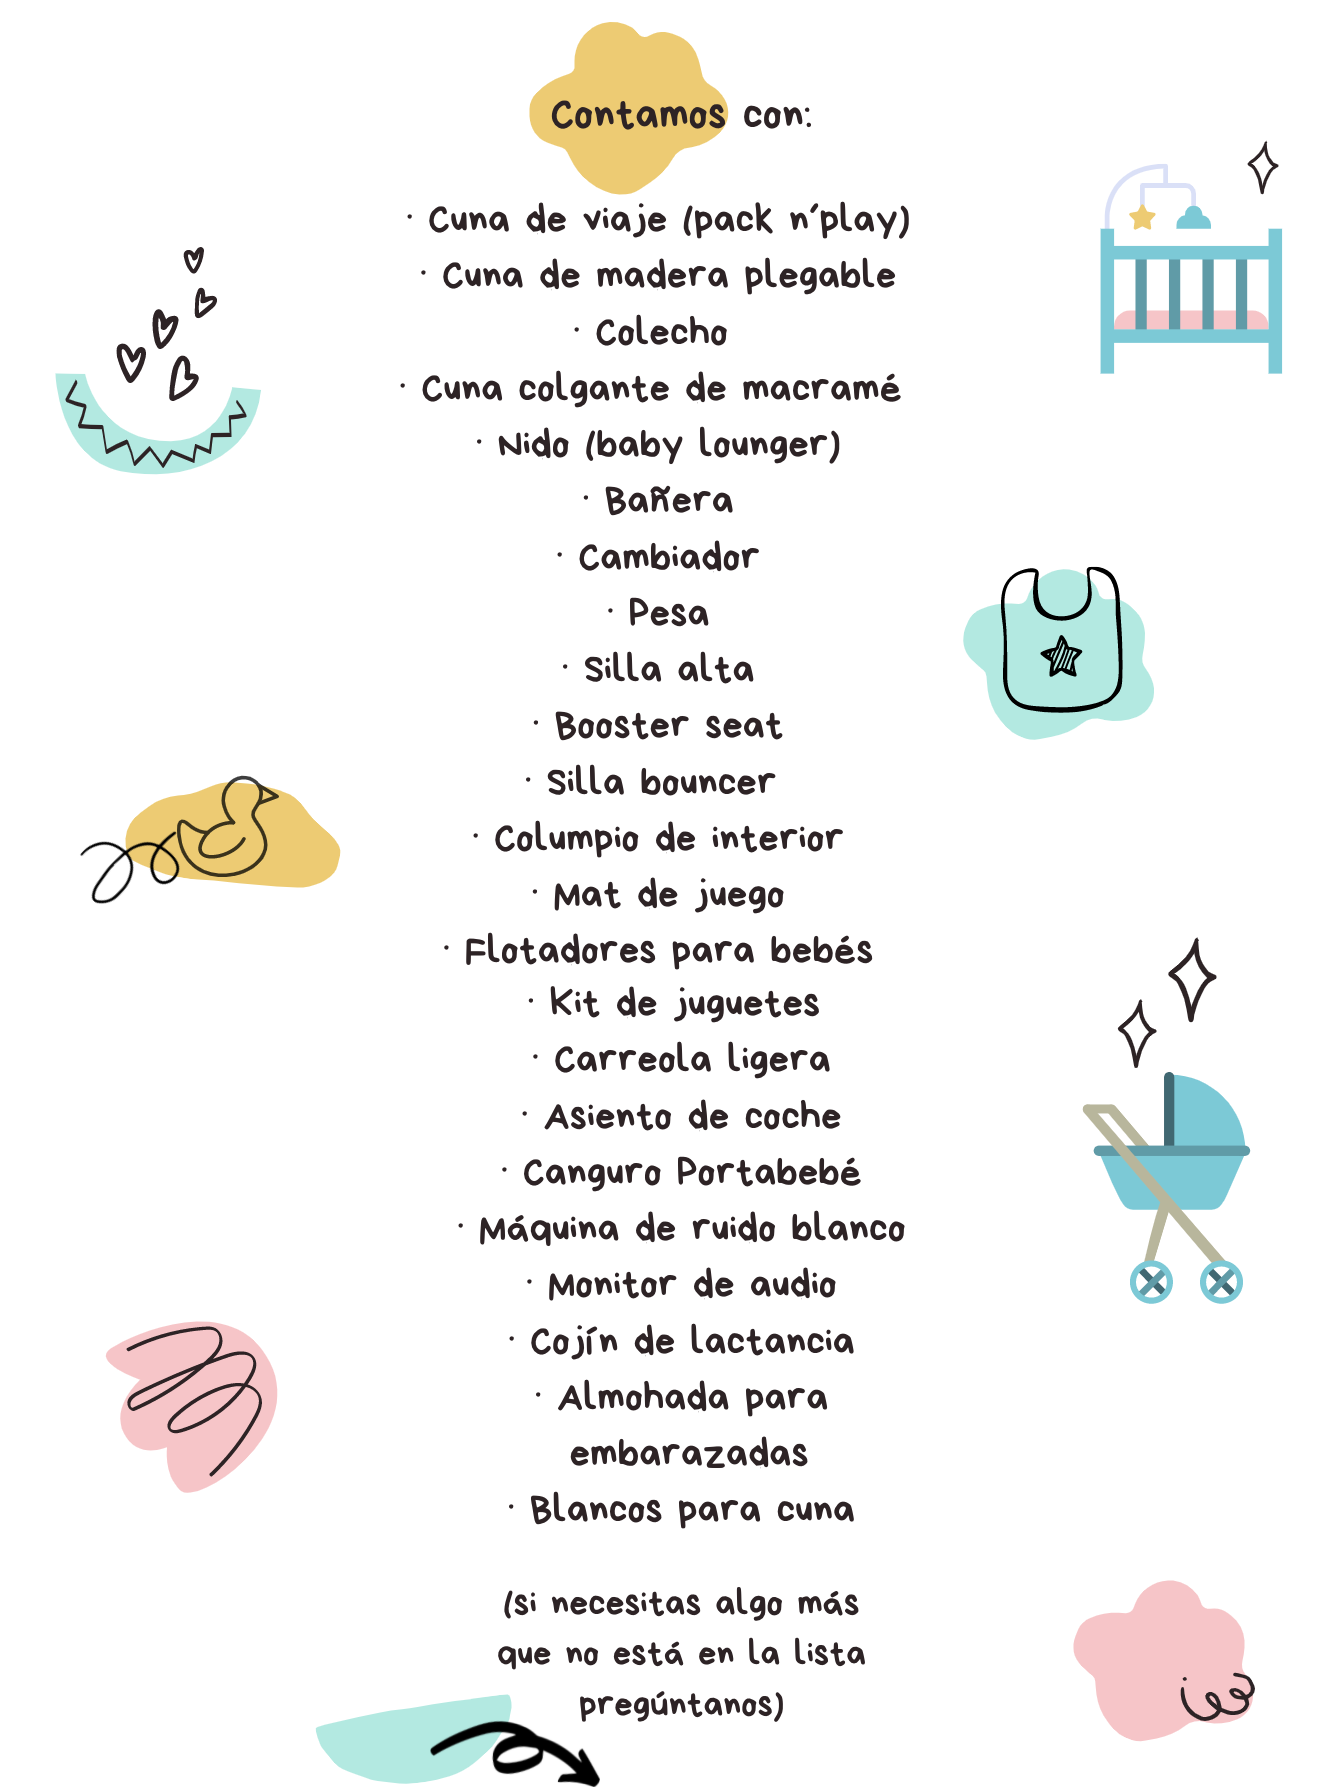 Contamos con:
· Cuna de viaje (pack n´play)
· Cuna de madera plegable
· Colecho
· Cuna colgante de macramé
· Nido (baby lounger)
· Bañera
· Cambiador
· Pesa
· Silla alta
· Booster seat
· Silla bouncer
· Columpio de interior
· Mat de juego
· Flotadores para bebés
· Kit de juguetes
· Carreola ligera
· Asiento de coche
· Canguro Portabebé
· Máquina de ruido blanco
· Monitor de audio
· Cojín de lactancia
· Almohada para
embarazadas
· Blancos para cuna
(si necesitas algo más
que no está en la lista
pregúntanos)